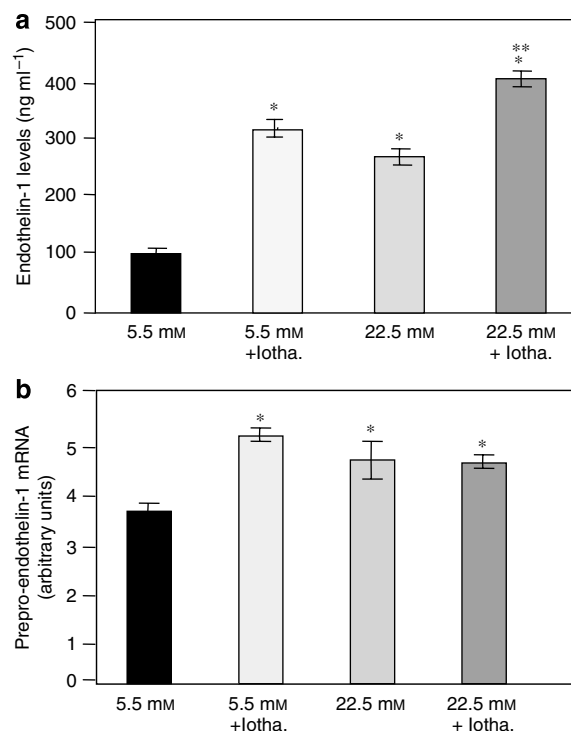 a
Endothelin-1 levels (ng ml⁻¹)
500
400
300
200
100
0
*
*
**
*
5.5 mM
5.5 mM
+Iotha.
22.5 mM
22.5 mM
+ Iotha.
b
Prepro-endothelin-1 mRNA
(arbitrary units)
6
5
4
3
2
1
0
*
*
*
5.5 mM
5.5 mM
+Iotha.
22.5 mM
22.5 mM
+ Iotha.